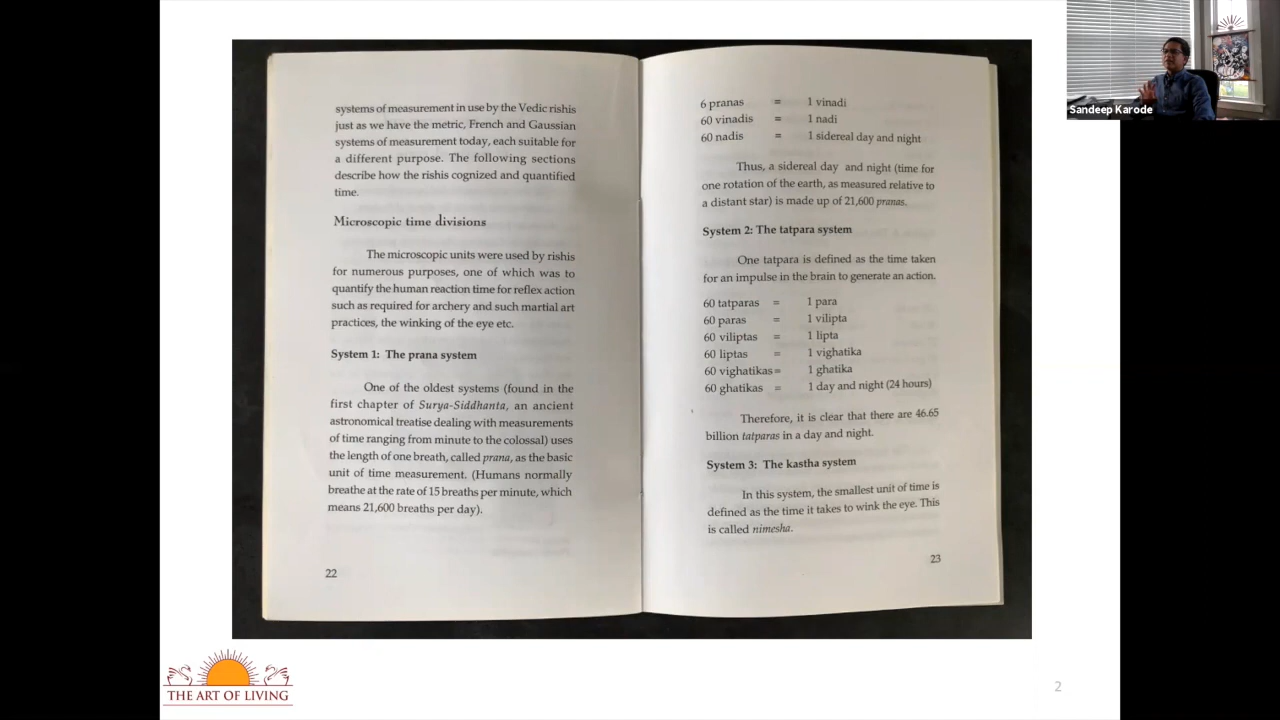 systems of measurement in use by the Vedic rishis
just as we have the metric, French and Gaussian
systems of measurement today, each suitable for
a different purpose. The following sections
describe how the rishis cognized and quantified
time.
Microscopic time divisions
The microscopic units were used by rishis
for numerous purposes, one of which was to
quantify the human reaction time for reflex action
such as required for archery and such martial art
practices, the winking of the eye etc.
System 1: The prana system
One of the oldest systems (found in the
first chapter of Surya-Siddhanta, an ancient
astronomical treatise dealing with measurements
of time ranging from minute to the colossal) uses
the length of one breath, called prana, as the basic
unit of time measurement. (Humans normally
breathe at the rate of 15 breaths per minute, which
means 21,600 breaths per day).
22
6 pranas = 1 vinadi
60 vinadis = 1 nadi
60 nadis = 1 sidereal day and night
Thus, a sidereal day and night (time for
one rotation of the earth, as measured relative to
a distant star) is made up of 21,600 pranas.
System 2: The tatpara system
One tatpara is defined as the time taken
for an impulse in the brain to generate an action.
60 tatparas = 1 para
60 paras = 1 vilipta
60 viliptas = 1 lipta
60 liptas = 1 vighatika
60 vighatikas= 1 ghatika
60 ghatikas = 1 day and night (24 hours)
Therefore, it is clear that there are 46.65
billion tatparas in a day and night.
System 3: The kastha system
In this system, the smallest unit of time is
defined as the time it takes to wink the eye. This
is called nimesha.
23
Sandeep Karode
THE ART OF LIVING
2